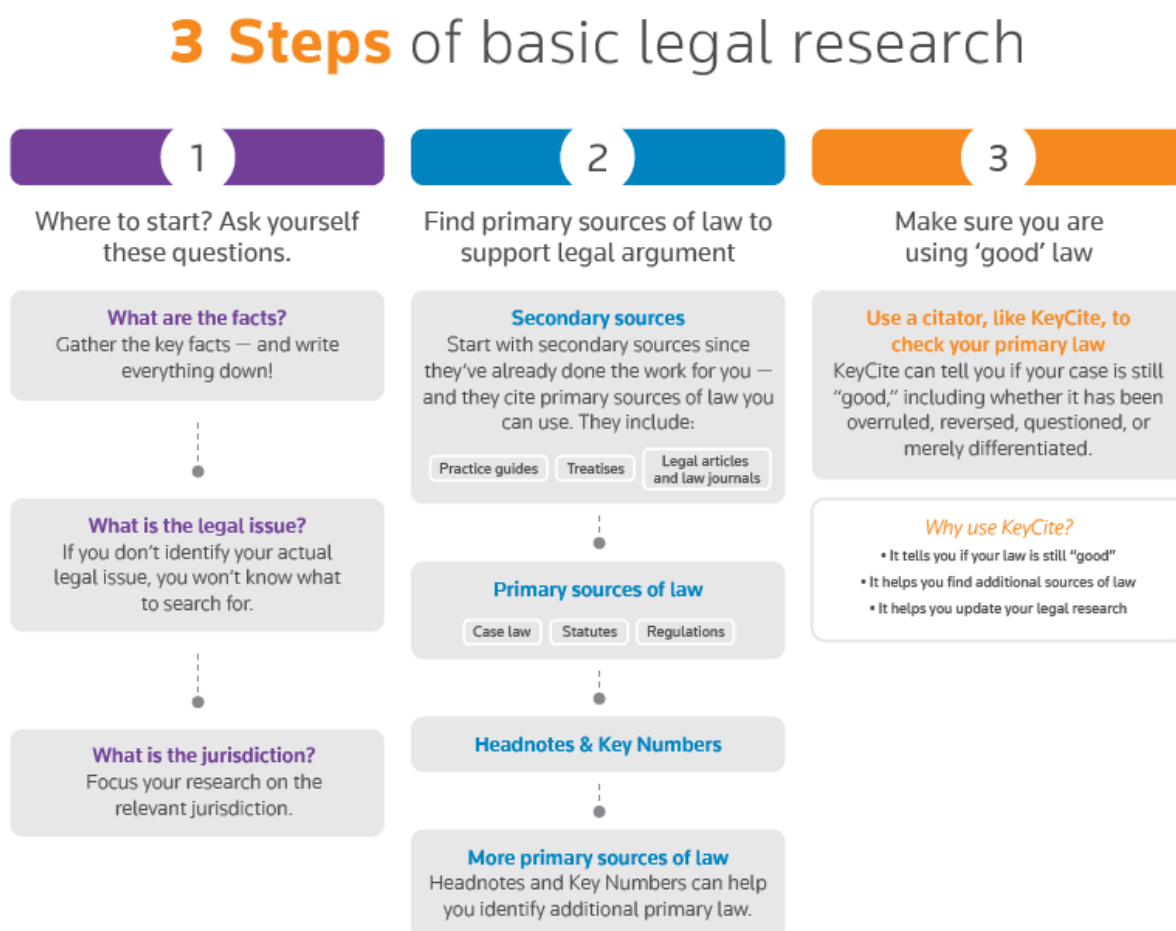 3 Steps of basic legal research
1
Where to start? Ask yourself
these questions.
What are the facts?
Gather the key facts — and write
everything down!
What is the legal issue?
If you don't identify your actual
legal issue, you won't know what
to search for.
What is the jurisdiction?
Focus your research on the
relevant jurisdiction.
2
Find primary sources of law to
support legal argument
Secondary sources
Start with secondary sources since
they've already done the work for you —
and they cite primary sources of law you
can use. They include:
Practice guides
Treatises
Legal articles
and law journals
Primary sources of law
Case law
Statutes
Regulations
Headnotes & Key Numbers
More primary sources of law
Headnotes and Key Numbers can help
you identify additional primary law.
3
Make sure you are
using 'good' law
Use a citator, like KeyCite, to
check your primary law
KeyCite can tell you if your case is still
"good," including whether it has been
overruled, reversed, questioned, or
merely differentiated.
Why use KeyCite?
• It tells you if your law is still "good"
• It helps you find additional sources of law
• It helps you update your legal research